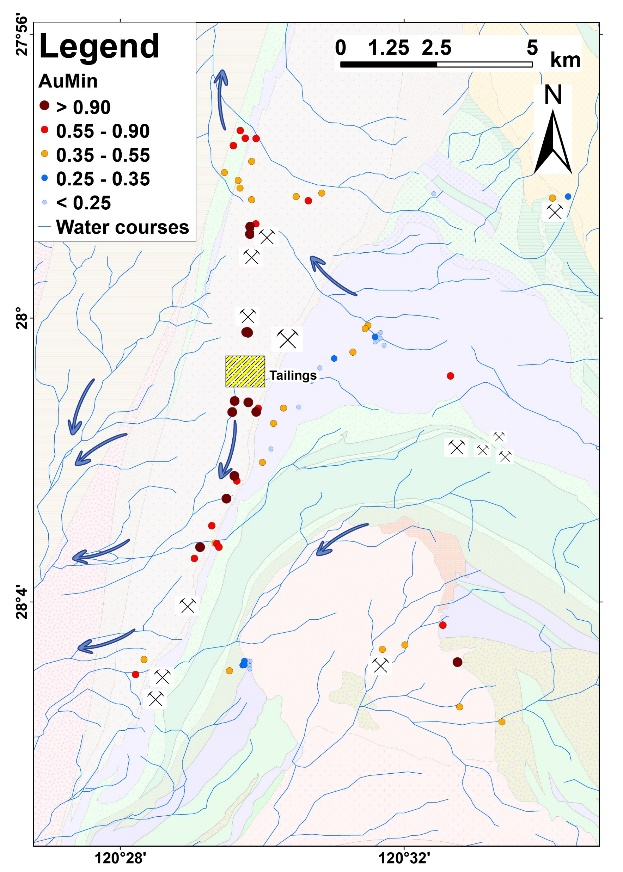 27°56'
Legend
AuMin
> 0.90
0.55 - 0.90
0.35 - 0.55
0.25 - 0.35
< 0.25
Water courses
0 1.25 2.5 5
km
N
28°
Tailings
28°4'
120°28' 120°32'